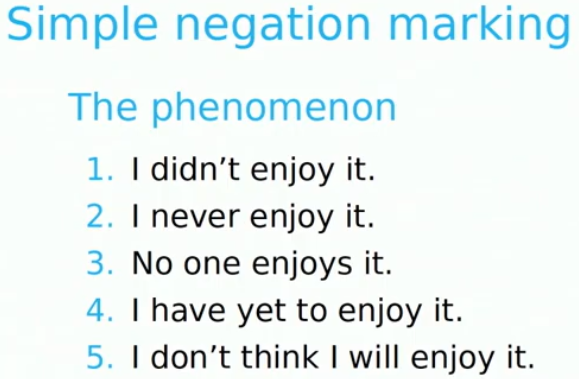 Simple negation marking
The phenomenon
1. I didn’t enjoy it.
2. I never enjoy it.
3. No one enjoys it.
4. I have yet to enjoy it.
5. I don’t think I will enjoy it.